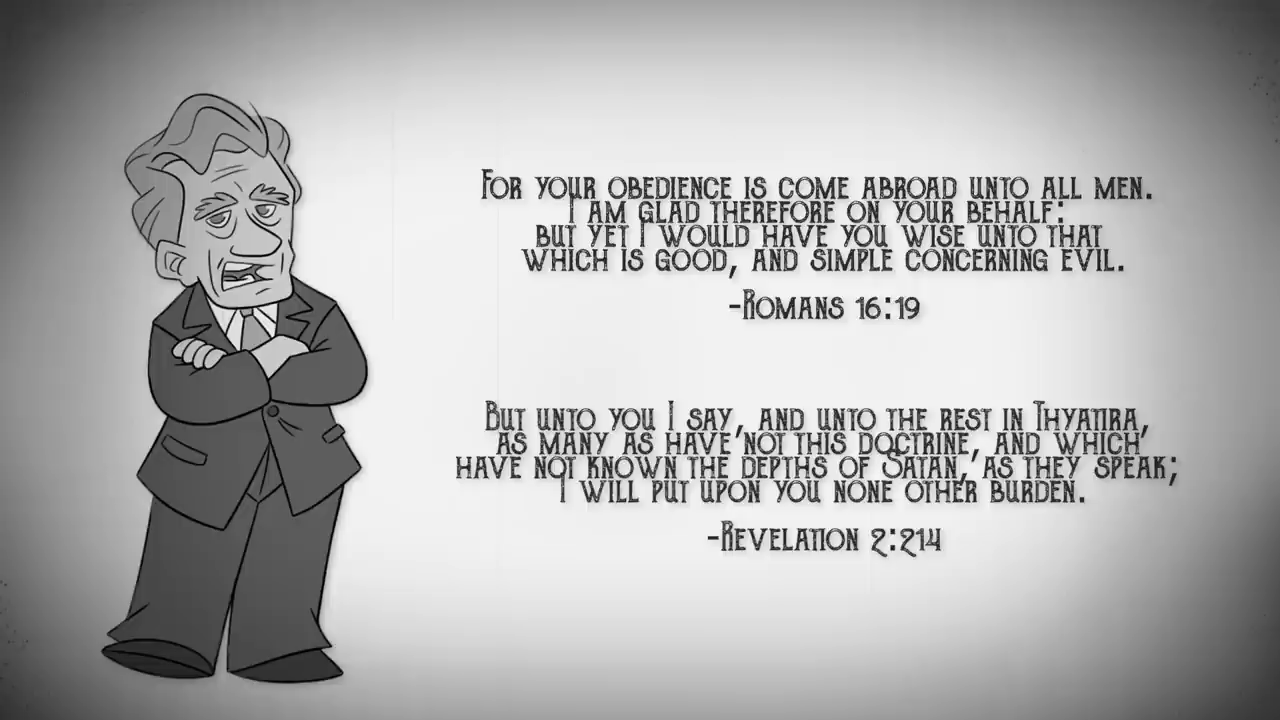 For your obedience is come abroad unto all men.
I am glad therefore on your behalf:
but yet I would have you wise unto that
which is good, and simple concerning evil.
-Romans 16:19
But unto you I say, and unto the rest in Thyatira,
as many as have not this doctrine, and which
have not known the depths of Satan, as they speak;
I will put upon you none other burden.
-Revelation 2:214